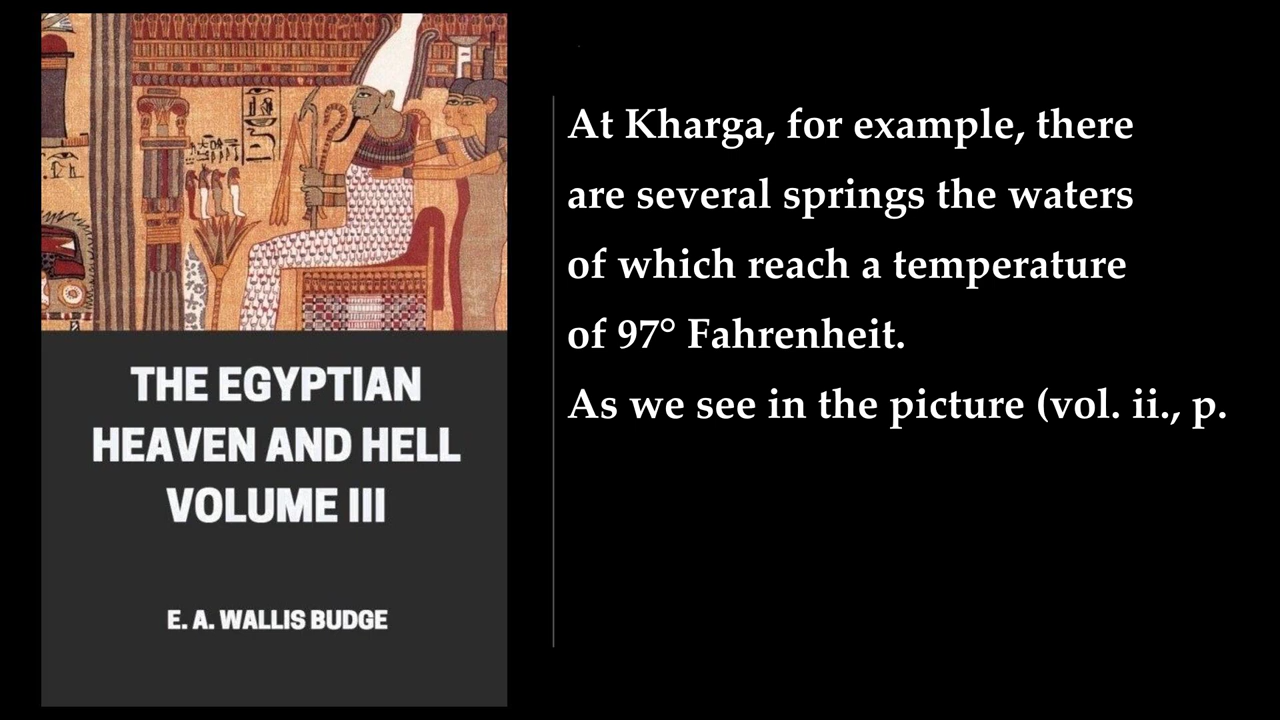 THE EGYPTIAN
HEAVEN AND HELL
VOLUME III
E. A. WALLIS BUDGE
At Kharga, for example, there
are several springs the waters
of which reach a temperature
of 97° Fahrenheit.
As we see in the picture (vol. ii., p.